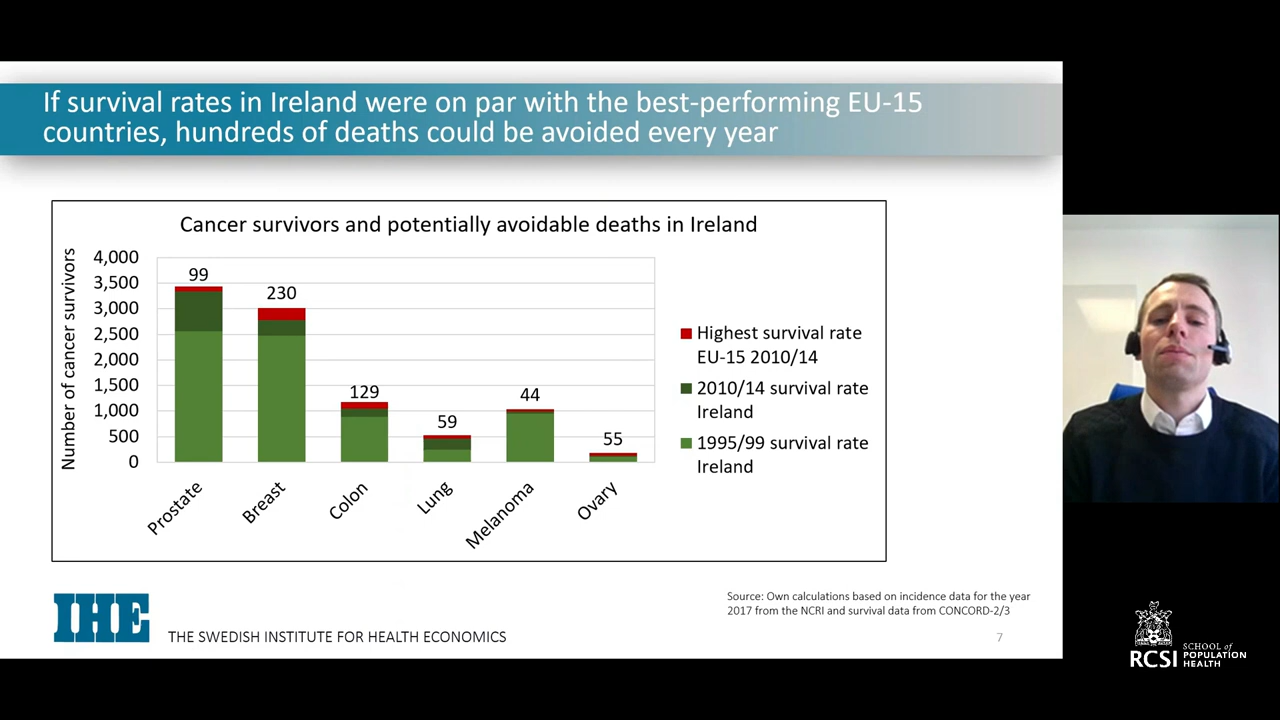 If survival rates in Ireland were on par with the best-performing EU-15
countries, hundreds of deaths could be avoided every year
Cancer survivors and potentially avoidable deaths in Ireland
Number of cancer survivors
4,000
3,500
3,000
2,500
2,000
1,500
1,000
500
0
99
230
129
59
44
55
Prostate
Breast
Colon
Lung
Melanoma
Ovary
Highest survival rate
EU-15 2010/14
2010/14 survival rate
Ireland
1995/99 survival rate
Ireland
Source: Own calculations based on incidence data for the year
2017 from the NCRI and survival data from CONCORD-2/3
IHE
THE SWEDISH INSTITUTE FOR HEALTH ECONOMICS
7
RCSI
SCHOOL of
POPULATION
HEALTH